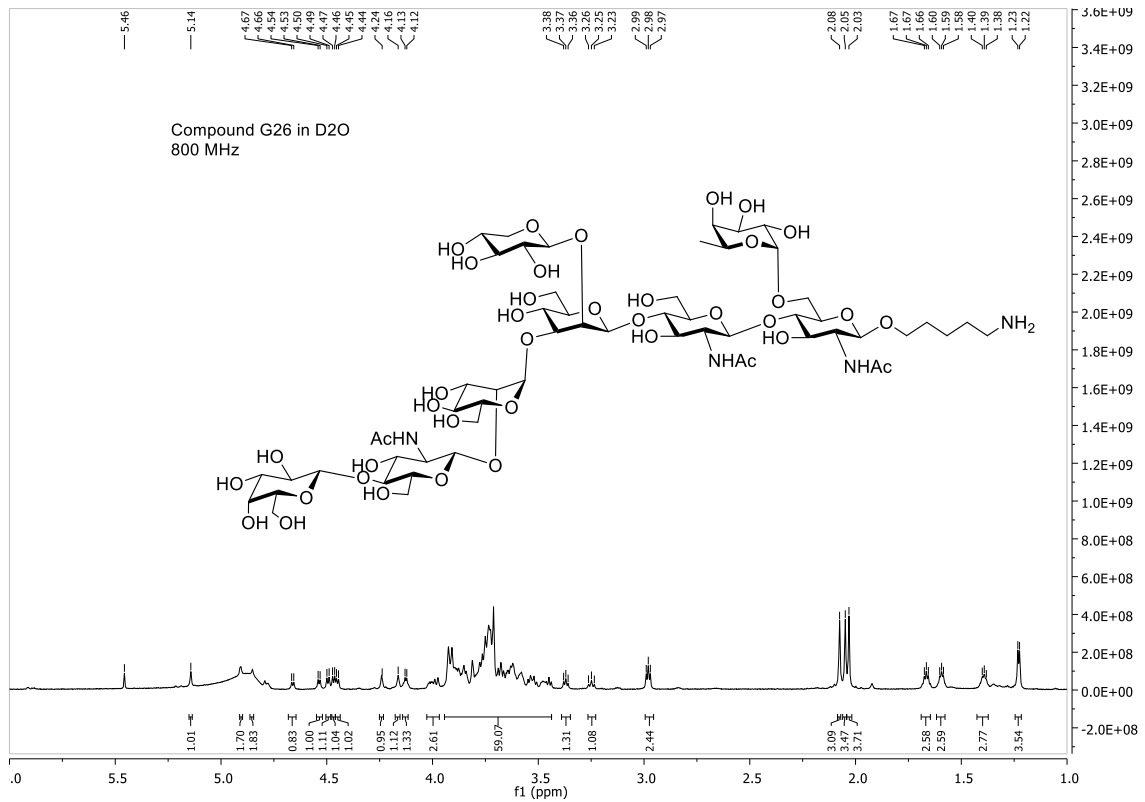 5.46
5.14
4.67
4.66
4.54
4.53
4.50
4.49
4.47
4.46
4.45
4.44
4.24
4.16
4.13
4.12
3.38
3.37
3.36
3.26
3.25
3.23
2.99
2.98
2.97
2.08
2.05
2.03
1.67
1.67
1.66
1.60
1.59
1.58
1.40
1.39
1.38
1.23
1.22
3.6E+09
3.4E+09
3.2E+09
3.0E+09
2.8E+09
2.6E+09
2.4E+09
2.2E+09
2.0E+09
1.8E+09
1.6E+09
1.4E+09
1.2E+09
1.0E+09
8.0E+08
6.0E+08
4.0E+08
2.0E+08
0.0E+00
-2.0E+08
Compound G26 in D2O
800 MHz
OH
OH
O
OH
O
O
HO
HO
OH
HO
HO
O
O
HO
O
HO
NHAc
O
O
O
HO
NHAc
O
NH2
O
HO
HO
HO
O
AcHN
HO
HO
O
O
O
OH
HO
O
OH
OH
1.01
1.70
1.83
0.83
1.00
1.11
1.04
1.02
0.95
1.12
1.33
2.61
59.07
1.31
1.08
2.44
3.09
3.47
3.71
2.58
2.59
2.77
3.54
.0
5.5
5.0
4.5
4.0
3.5
3.0
2.5
2.0
1.5
1.0
f1 (ppm)